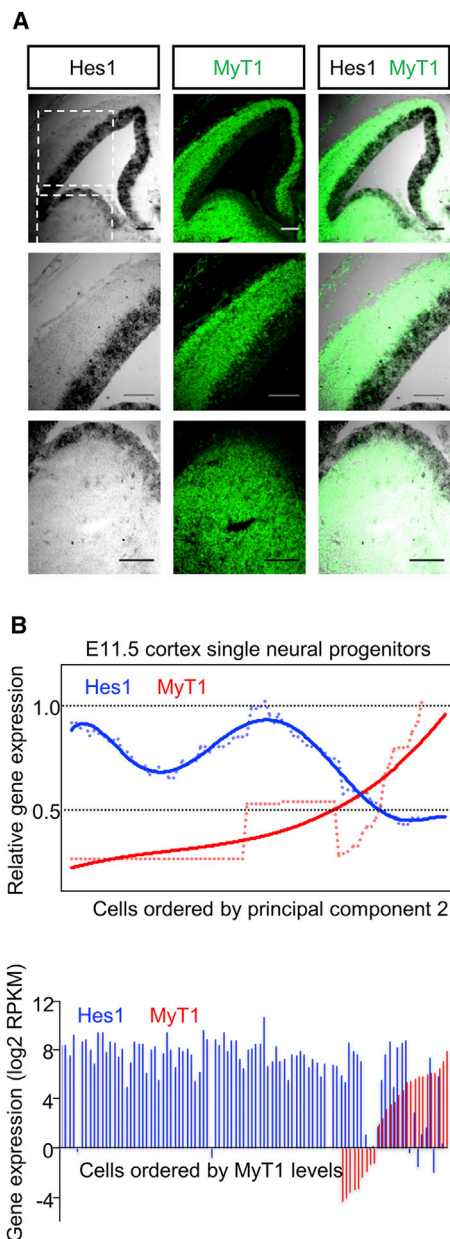 A
Hes1 MyT1 Hes1 MyT1
B
E11.5 cortex single neural progenitors
Hes1 MyT1
1.0
0.5
Relative gene expression
Cells ordered by principal component 2
Gene expression (log2 RPKM)
12
Hes1 MyT1
8
4
0
Cells ordered by MyT1 levels
-4